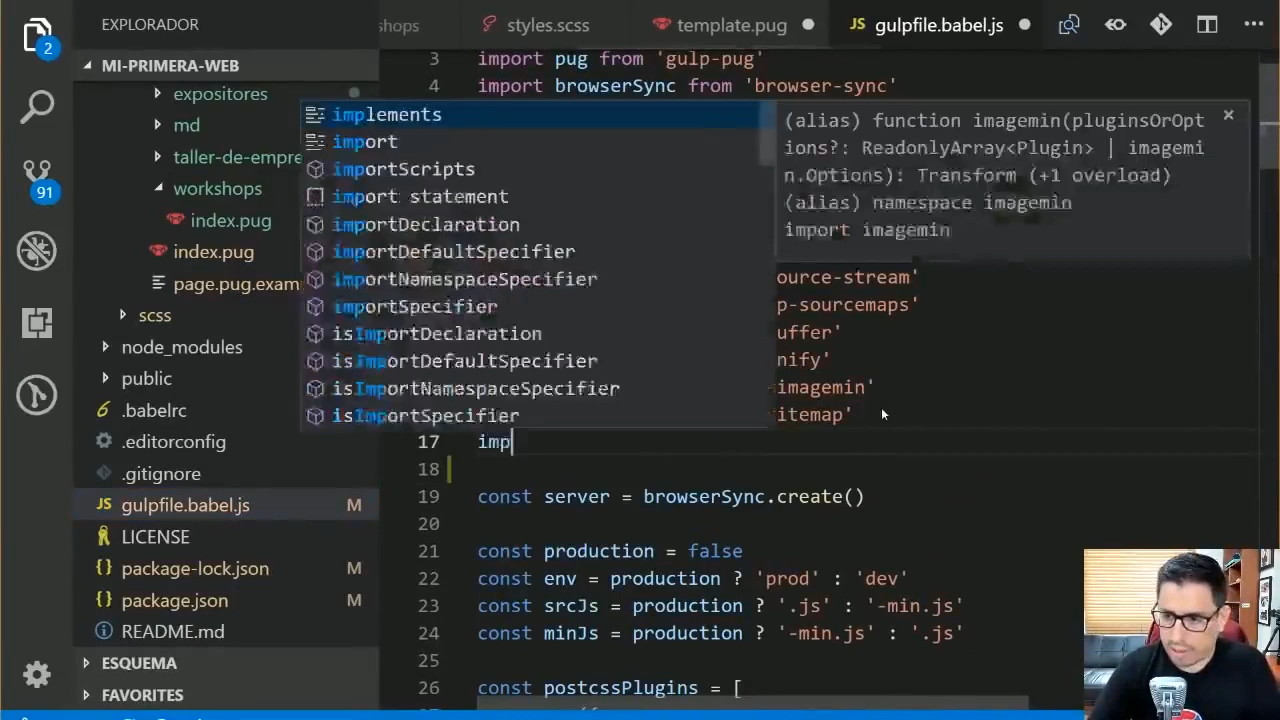 2
91
EXPLORADOR
MI-PRIMERA-WEB
expositores
md
taller-de-empre
workshops
index.pug
index.pug
page.pug.exam
scss
node_modules
public
.babelrc
.editorconfig
.gitignore
JS gulpfile.babel.js M
LICENSE
package-lock.json M
package.json M
README.md
ESQUEMA
FAVORITES
shops
styles.scss
template.pug
JS gulpfile.babel.js
3 import pug from 'gulp-pug'
4 import browserSync from 'browser-sync'
implements
import
importScripts
import statement
importDeclaration
importDefaultSpecifier
importNamespaceSpecifier
importSpecifier
isImportDeclaration
isImportDefaultSpecifier
isImportNamespaceSpecifier
isImportSpecifier
(alias) function imagemin(pluginsOrOpt
ions?: ReadonlyArray<Plugin> | imagemi
n.Options): Transform (+1 overload)
(alias) namespace imagemin
import imagemin
ource-stream'
p-sourcemaps'
uffer'
nify'
-imagemin'
itemap'
17 imp
18
19 const server = browserSync.create()
20
21 const production = false
22 const env = production ? 'prod' : 'dev'
23 const srcJs = production ? '.js' : '-min.js'
24 const minJs = production ? '-min.js' : '.js'
25
26 const postcssPlugins = [